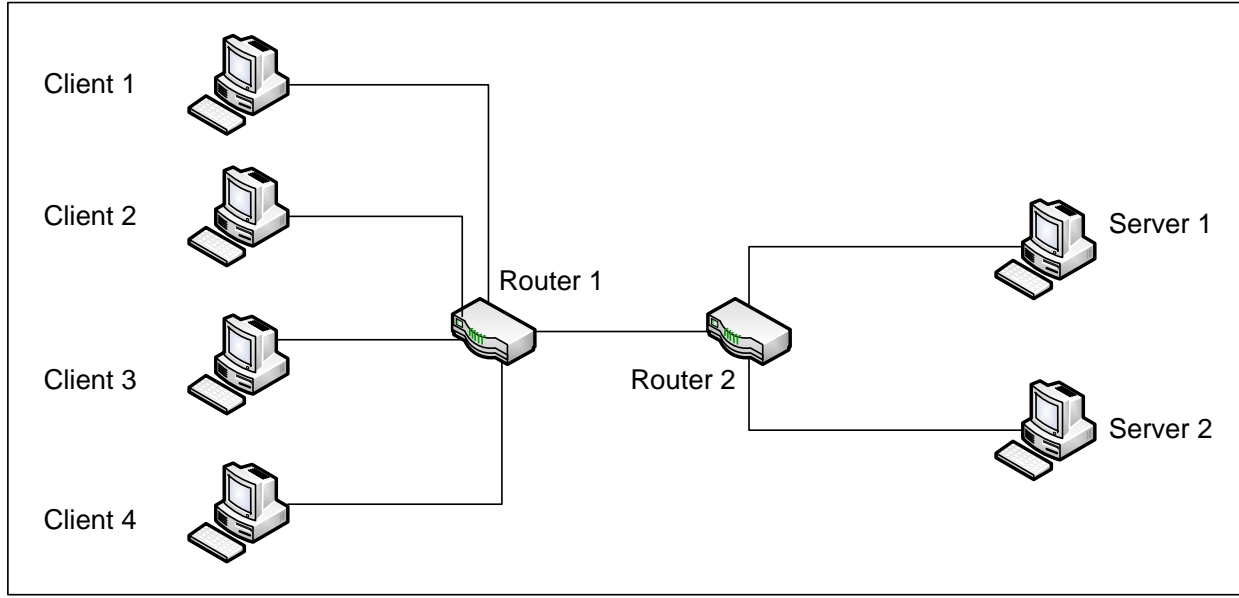 Client 1
Client 2
Client 3
Client 4
Router 1
Router 2
Server 1
Server 2